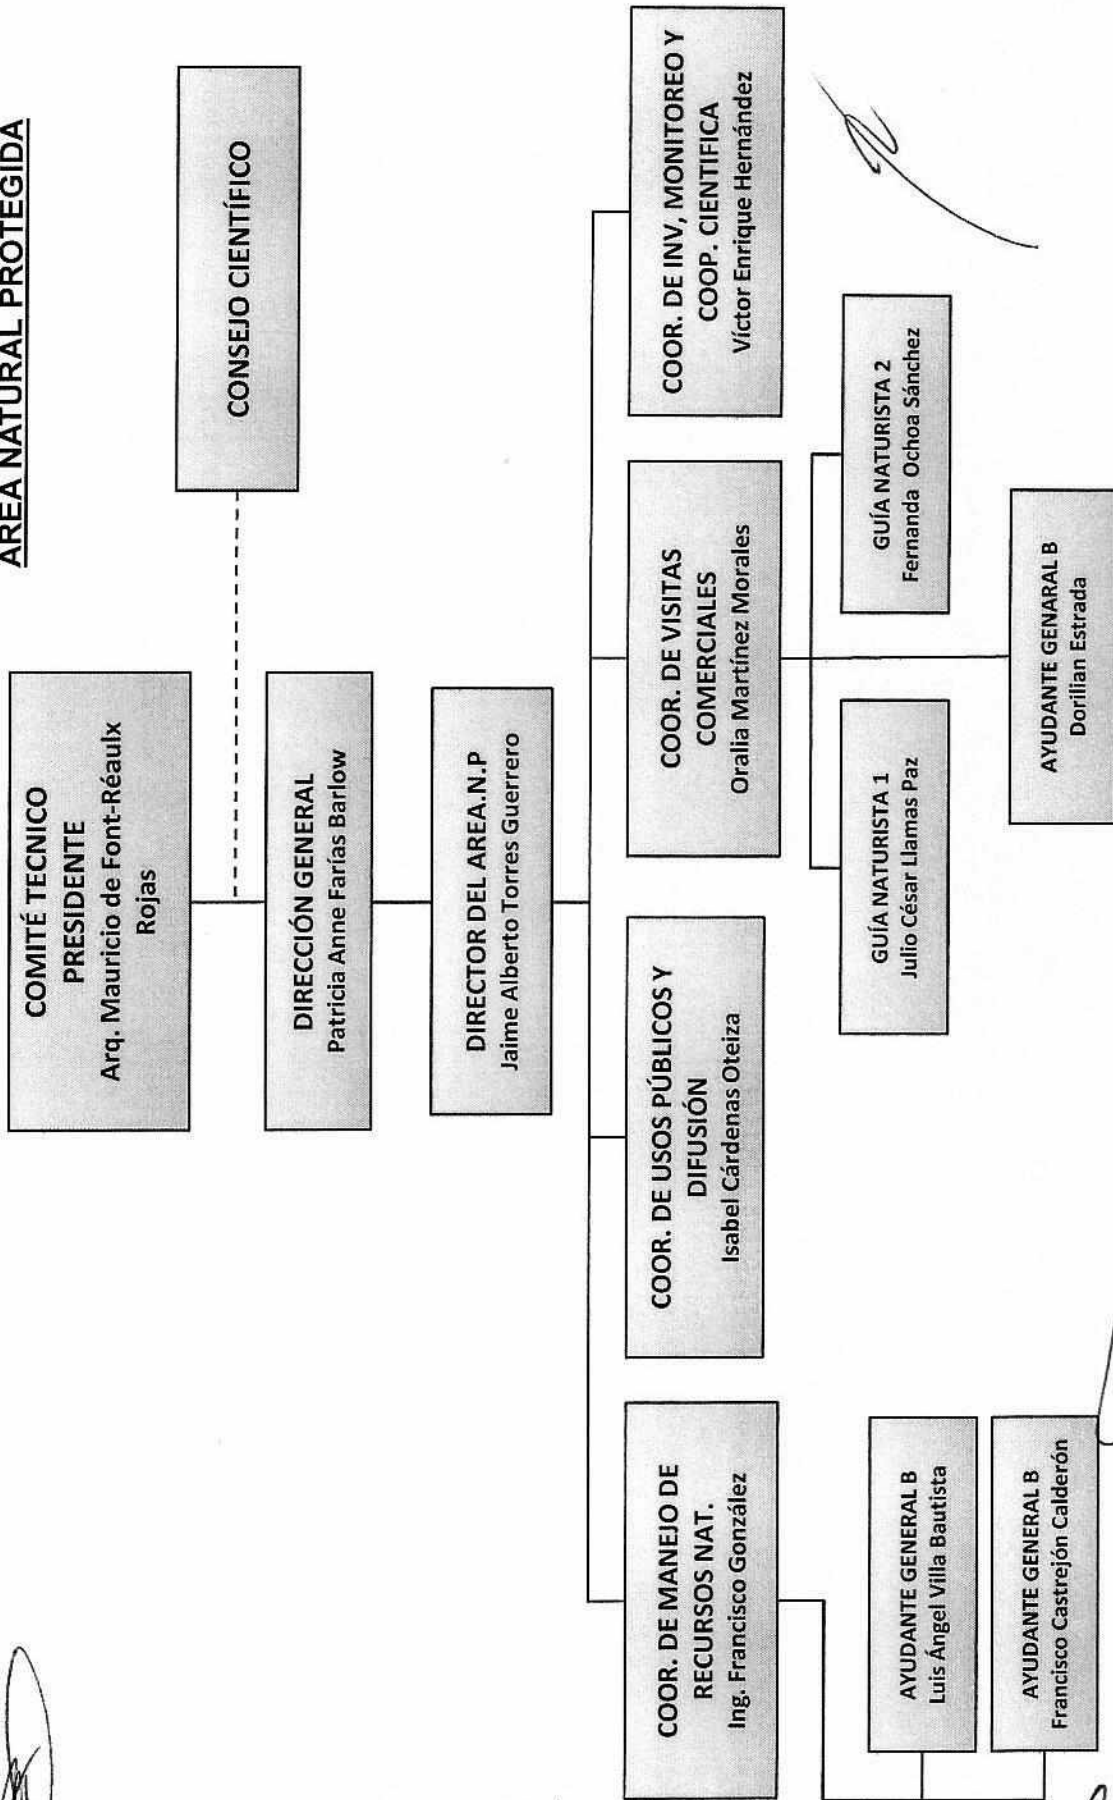 ÁREA NATURAL PROTEGIDA
COMITÉ TECNICO
PRESIDENTE
Arq. Mauricio de Font-Réaulx
Rojas
CONSEJO CIENTÍFICO
DIRECCIÓN GENERAL
Patricia Anne Farías Barlow
DIRECTOR DEL AREA.N.P
Jaime Alberto Torres Guerrero
COOR. DE MANEJO DE
RECURSOS NAT.
Ing. Francisco González
COOR. DE USOS PÚBLICOS Y
DIFUSIÓN
Isabel Cárdenas Oteiza
COOR. DE VISITAS
COMERCIALES
Oralia Martínez Morales
COOR. DE INV, MONITOREO Y
COOP. CIENTIFICA
Víctor Enrique Hernández
AYUDANTE GENERAL B
Luis Ángel Villa Bautista
AYUDANTE GENERAL B
Francisco Castrejón Calderón
GUÍA NATURISTA 1
Julio César Llamas Paz
GUÍA NATURISTA 2
Fernanda Ochoa Sánchez
AYUDANTE GENARAL B
Dorilian Estrada